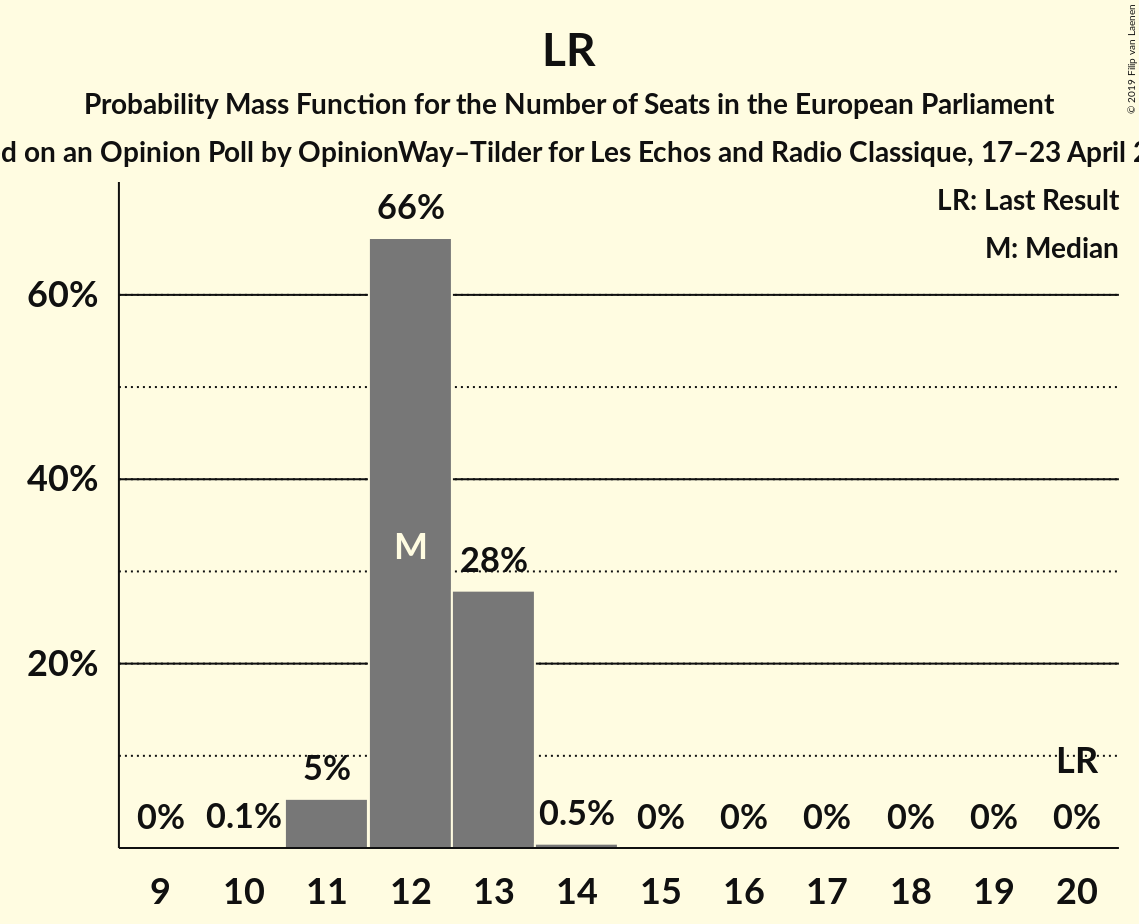 LR
Probability Mass Function for the Number of Seats in the European Parliament
d on an Opinion Poll by OpinionWay–Tilder for Les Echos and Radio Classique, 17–23 April 2
© 2019 Filip van Laenen
LR: Last Result
M: Median
66%
60%
40%
M
28%
20%
5%
LR
0% 0.1% 0.5% 0% 0% 0% 0% 0% 0%
9 10 11 12 13 14 15 16 17 18 19 20